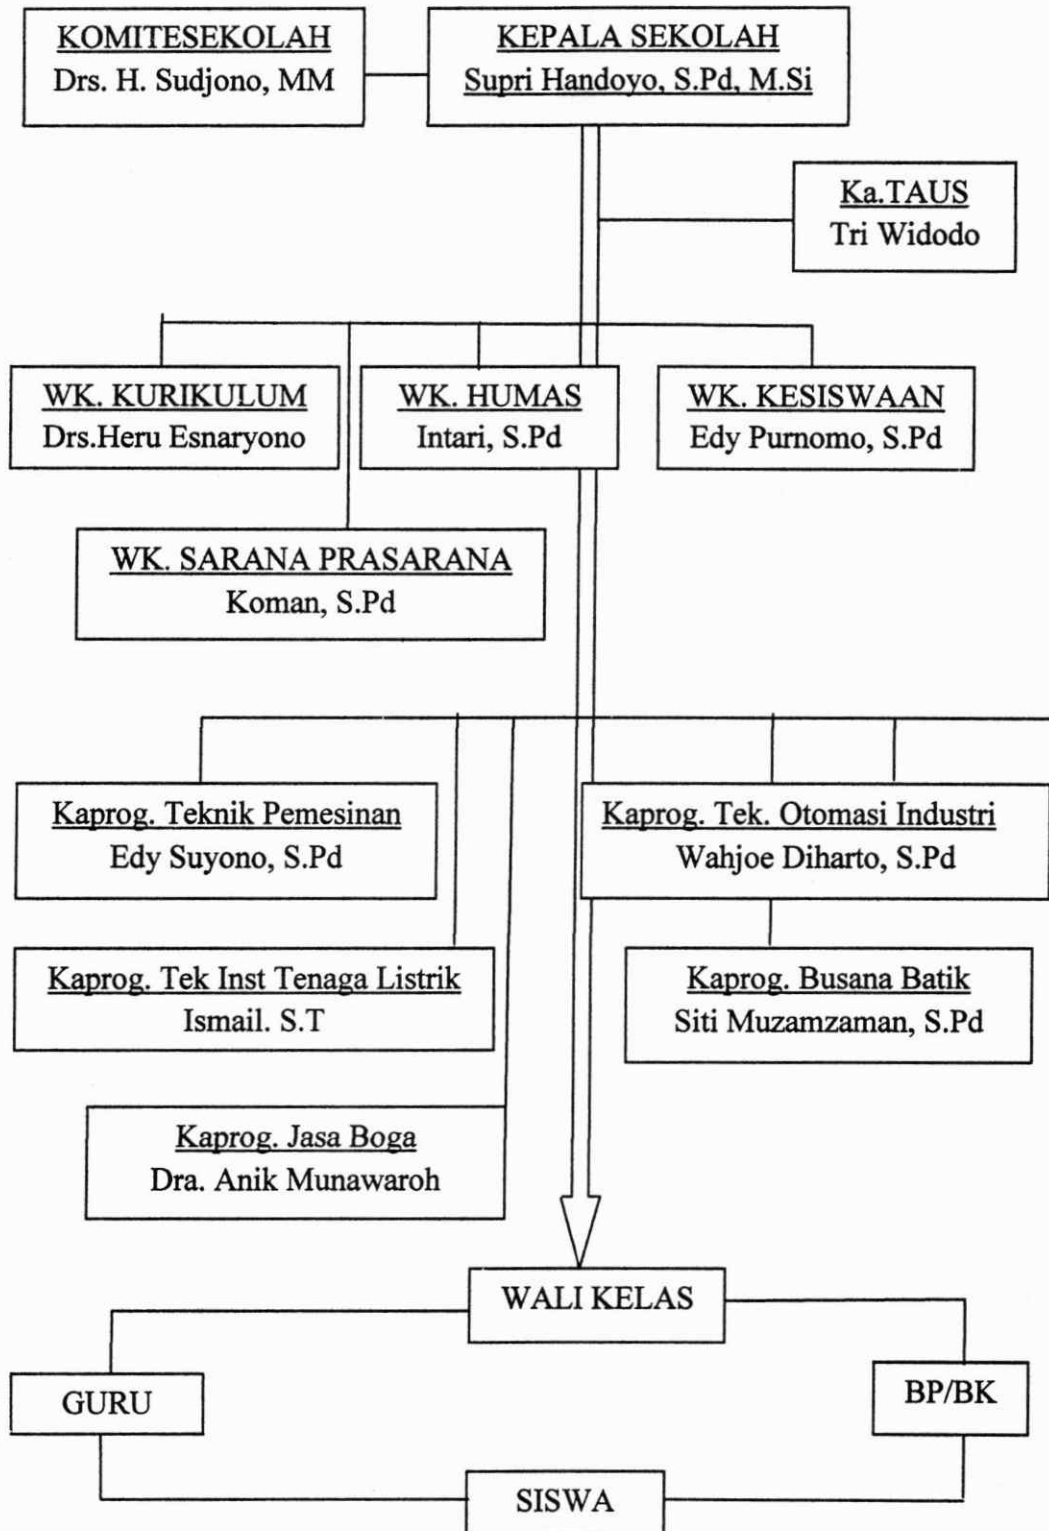 KOMITESEKOLAH
Drs. H. Sudjono, MM
KEPALA SEKOLAH
Supri Handoyo, S.Pd, M.Si
Ka.TAUS
Tri Widodo
WK. KURIKULUM
Drs.Heru Esnaryono
WK. HUMAS
Intari, S.Pd
WK. KESISWAAN
Edy Purnomo, S.Pd
WK. SARANA PRASARANA
Koman, S.Pd
Kaprog. Teknik Pemesinan
Edy Suyono, S.Pd
Kaprog. Tek. Otomasi Industri
Wahjoe Diharto, S.Pd
Kaprog. Tek Inst Tenaga Listrik
Ismail. S.T
Kaprog. Busana Batik
Siti Muzamzaman, S.Pd
Kaprog. Jasa Boga
Dra. Anik Munawaroh
WALI KELAS
GURU
BP/BK
SISWA